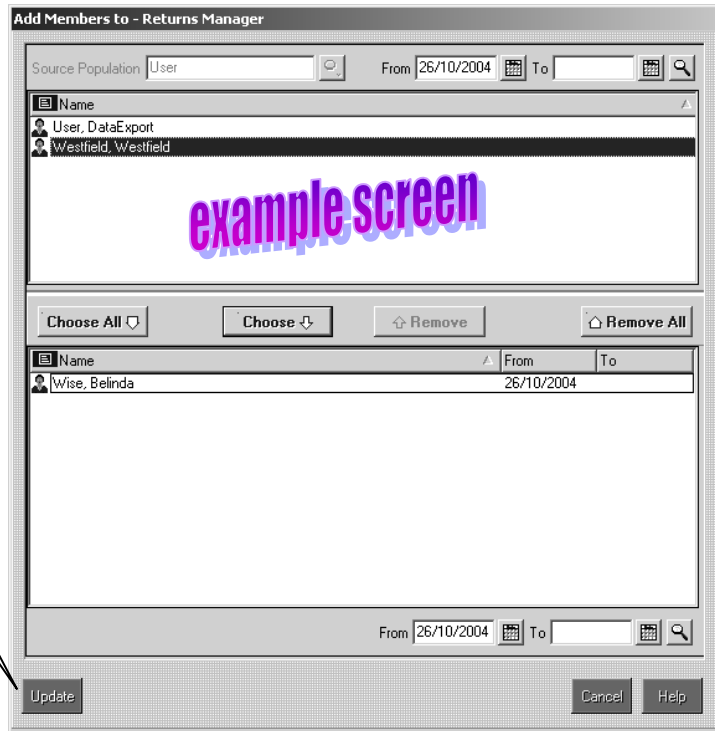 Add Members to - Returns Manager
Source Population User From 26/10/2004 To
Name
User, DataExport
Westfield, Westfield
example screen
Choose All Choose Remove Remove All
Name From To
Wise, Belinda 26/10/2004
From 26/10/2004 To
Update Cancel Help